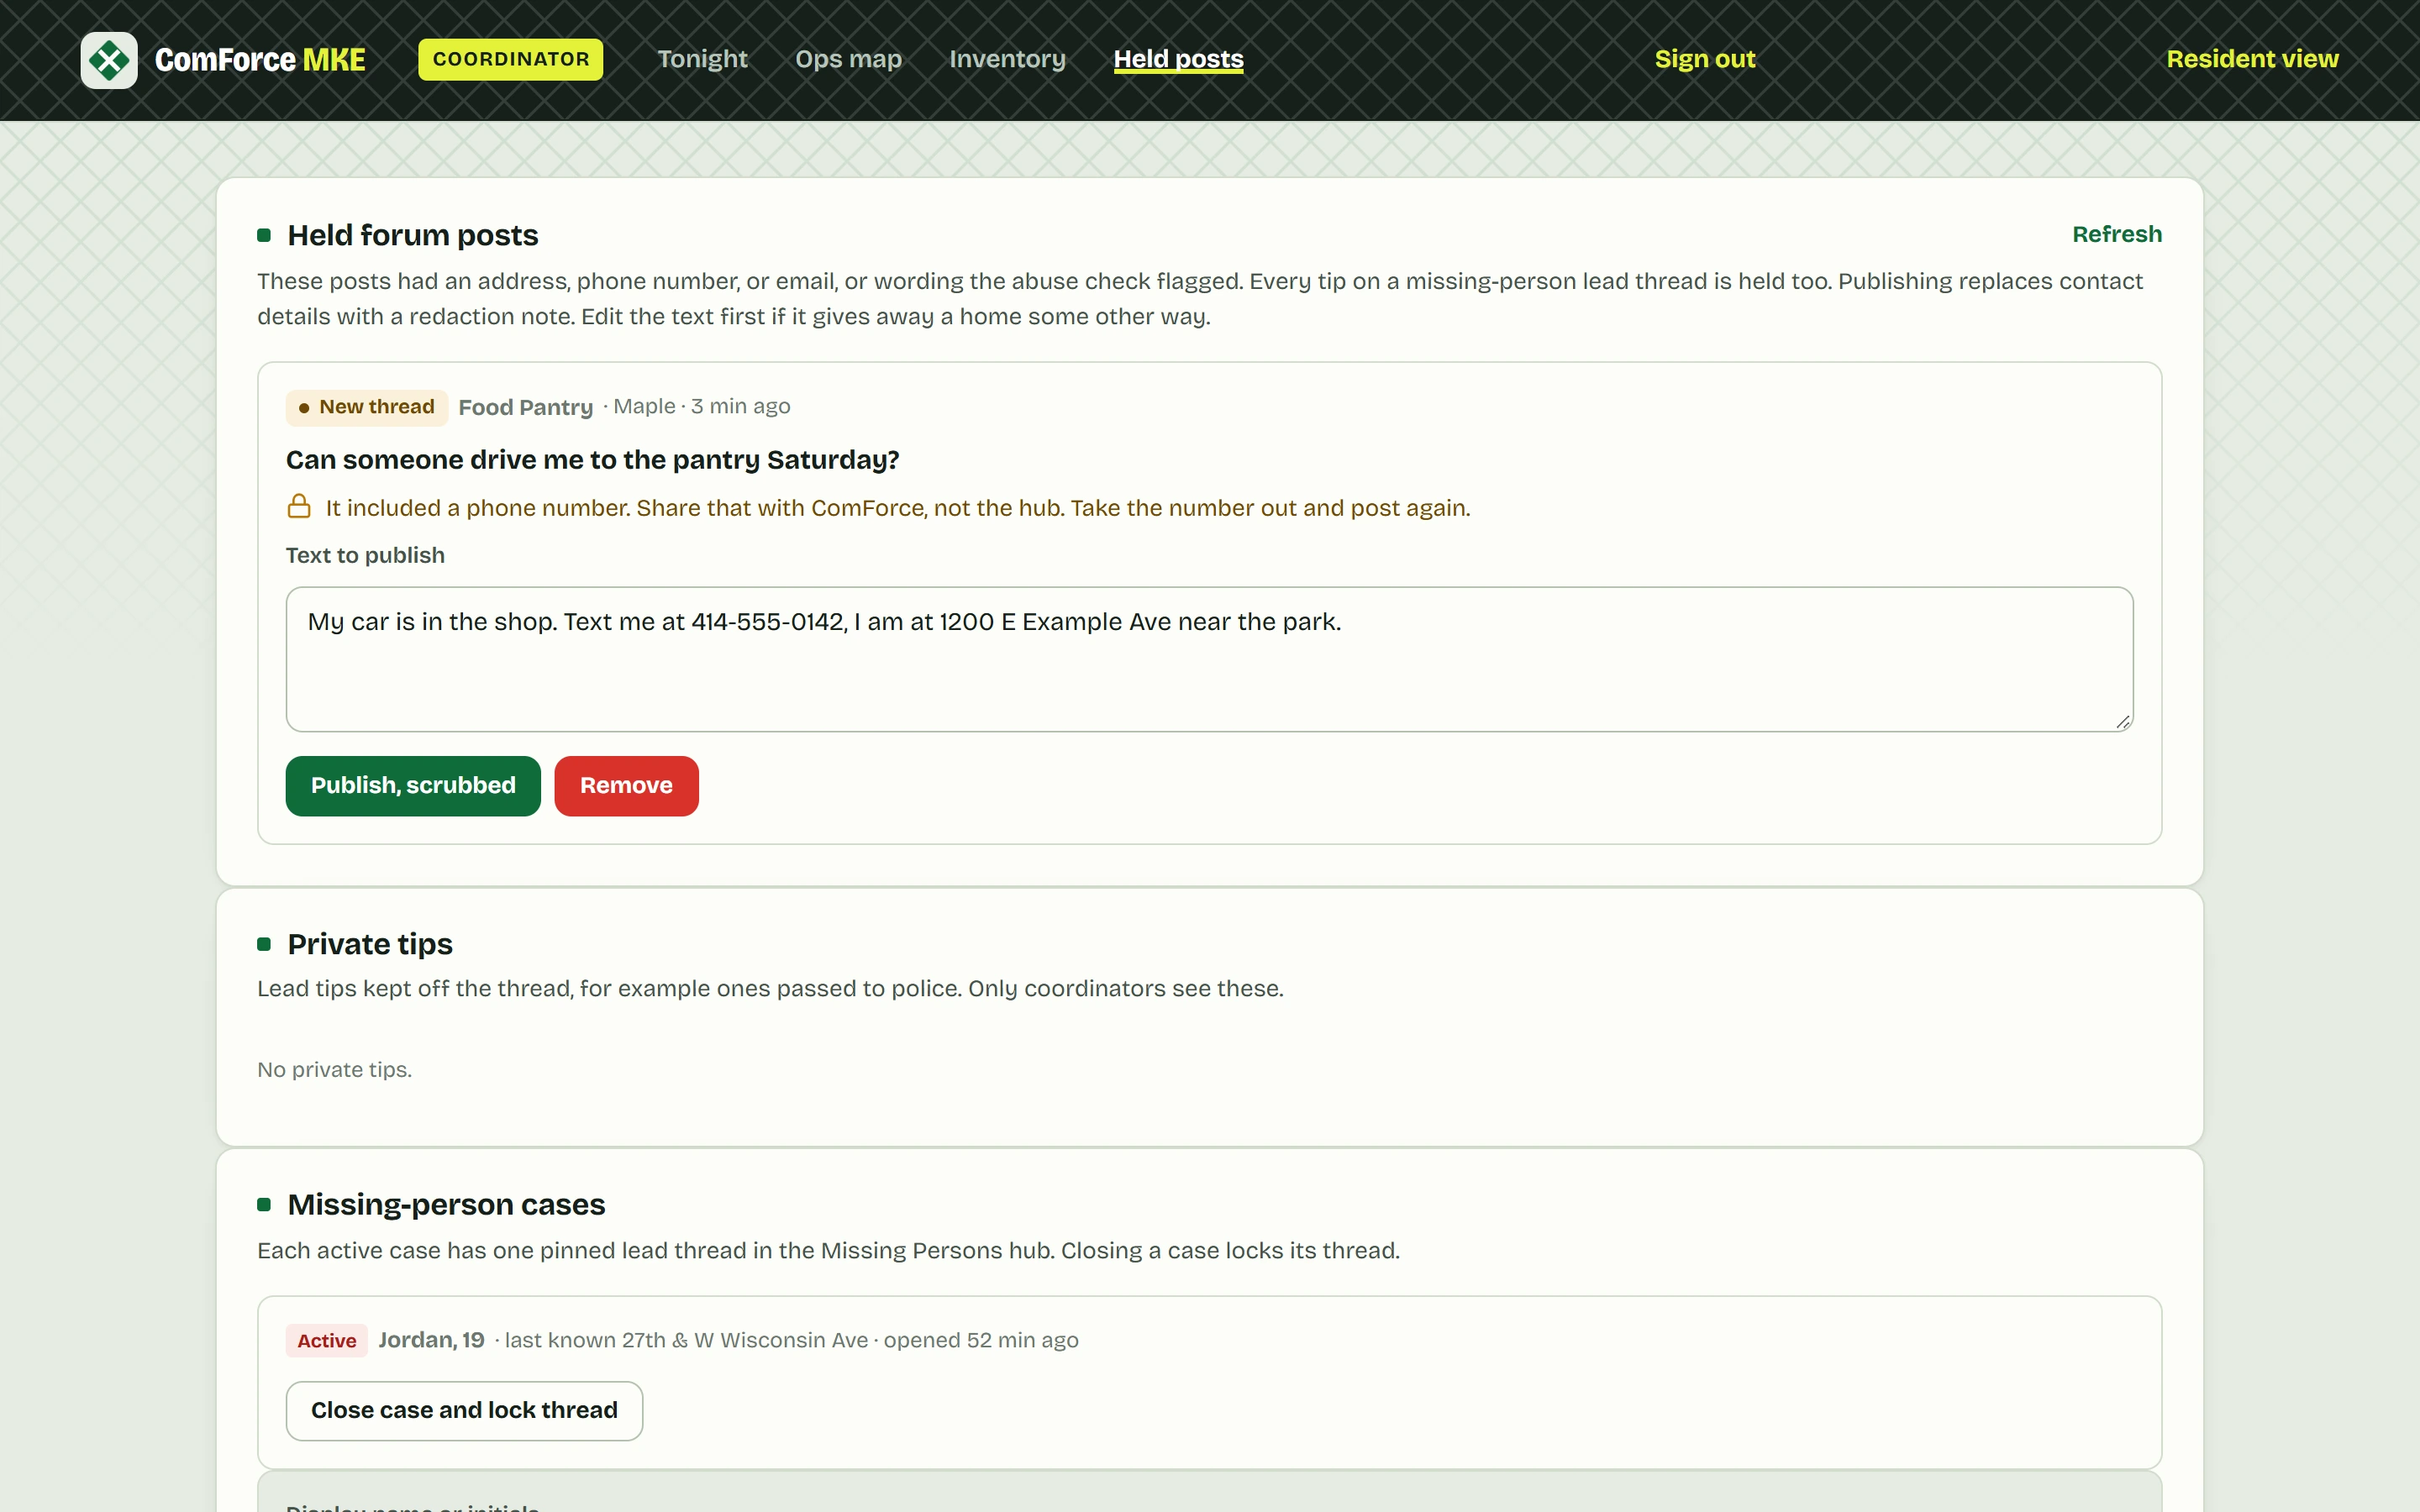 ComForce MKE
COORDINATOR
Tonight
Ops map
Inventory
Held posts
Sign out
Resident view
Held forum posts
Refresh
These posts had an address, phone number, or email, or wording the abuse check flagged. Every tip on a missing-person lead thread is held too. Publishing replaces contact
details with a redaction note. Edit the text first if it gives away a home some other way.
New thread Food Pantry · Maple · 3 min ago
Can someone drive me to the pantry Saturday?
It included a phone number. Share that with ComForce, not the hub. Take the number out and post again.
Text to publish
My car is in the shop. Text me at 414-555-0142, I am at 1200 E Example Ave near the park.
Publish, scrubbed
Remove
Private tips
Lead tips kept off the thread, for example ones passed to police. Only coordinators see these.
No private tips.
Missing-person cases
Each active case has one pinned lead thread in the Missing Persons hub. Closing a case locks its thread.
Active Jordan, 19 · last known 27th & W Wisconsin Ave · opened 52 min ago
Close case and lock thread
Display name or initials